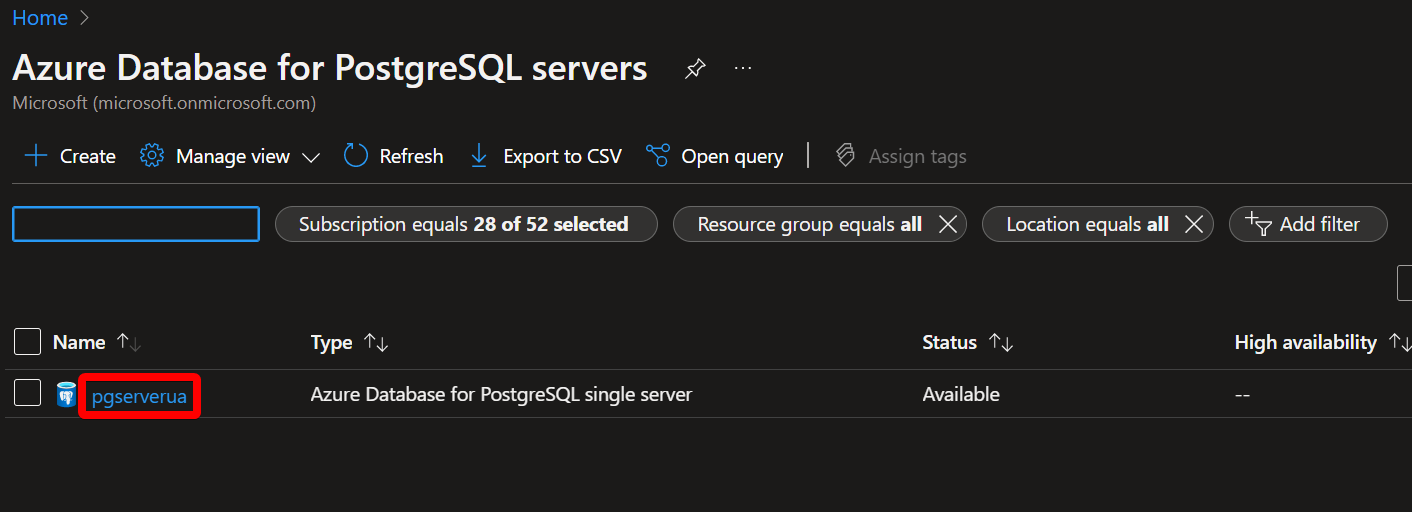 Home
Azure Database for PostgreSQL servers
Microsoft (microsoft.onmicrosoft.com)
Create Manage view Refresh Export to CSV Open query Assign tags
Subscription equals 28 of 52 selected Resource group equals all Location equals all Add filter
Name Type Status High availability
pgserverua Azure Database for PostgreSQL single server Available --